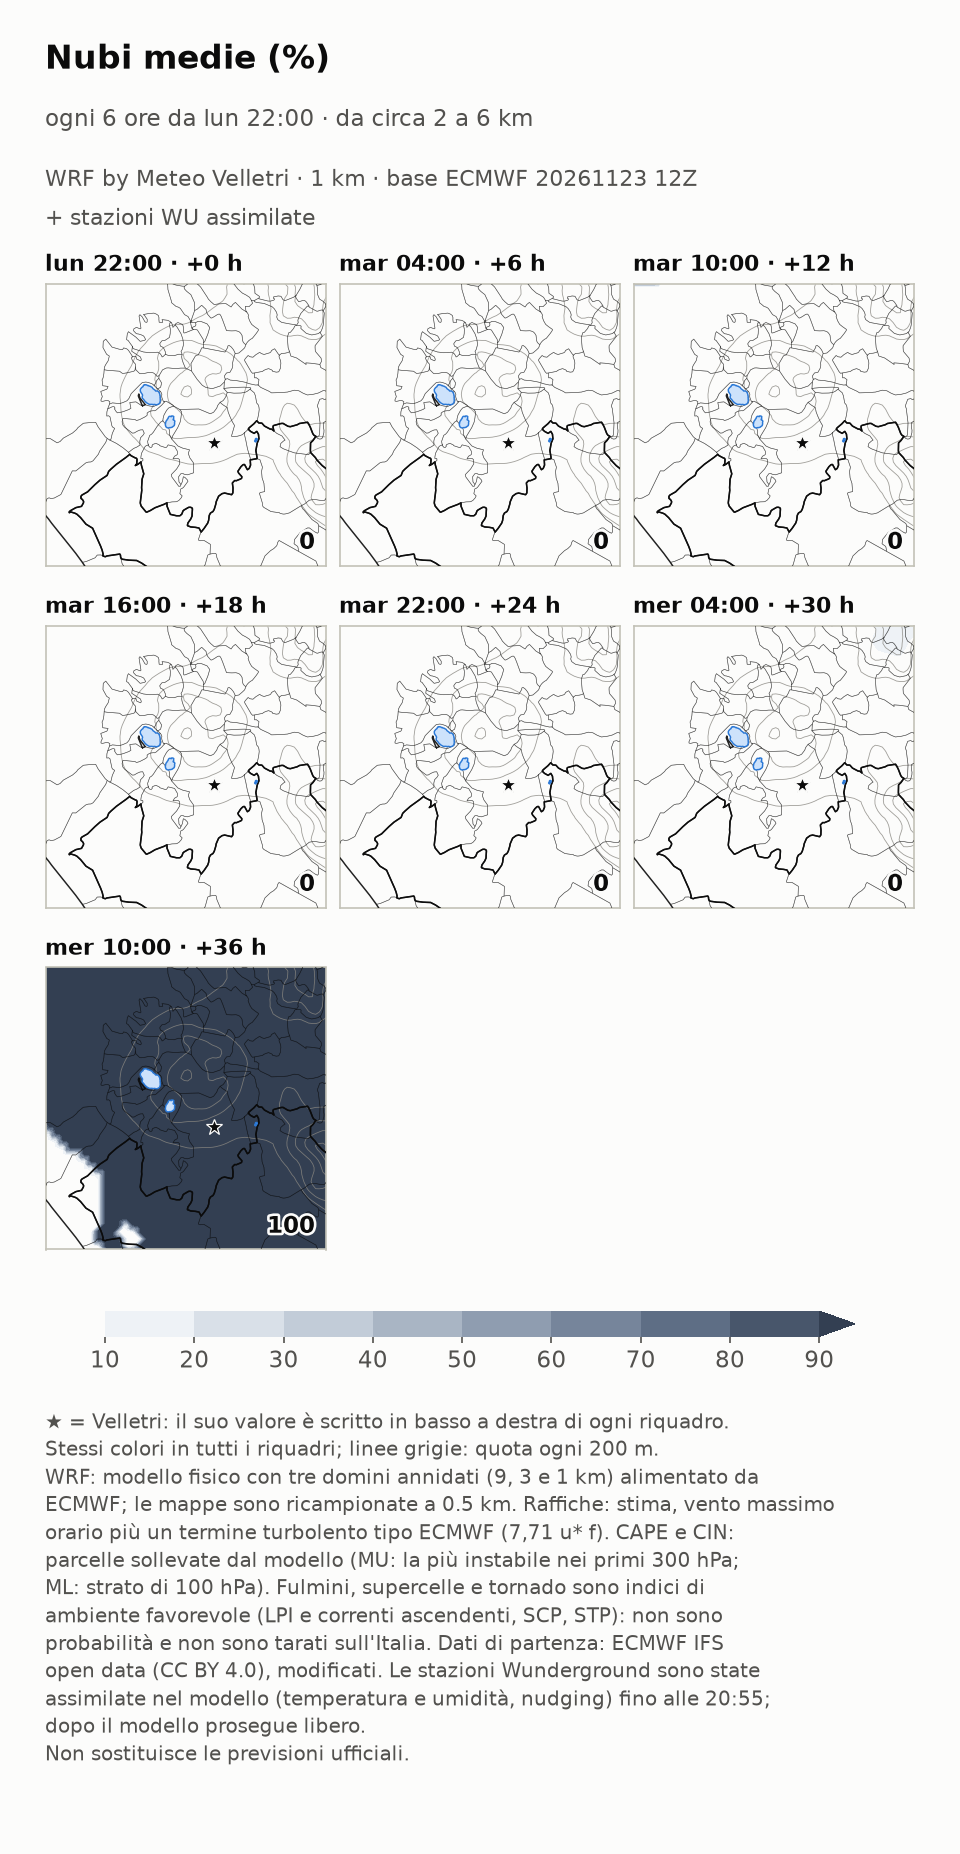 Nubi medie (%)
ogni 6 ore da lun 22:00 · da circa 2 a 6 km
WRF by Meteo Velletri · 1 km · base ECMWF 20261123 12Z
+ stazioni WU assimilate
lun 22:00 · +0 h
mar 04:00 · +6 h
mar 10:00 · +12 h
0
0
0
mar 16:00 · +18 h
mar 22:00 · +24 h
mer 04:00 · +30 h
0
0
0
mer 10:00 · +36 h
100
10 20 30 40 50 60 70 80 90
★ = Velletri: il suo valore è scritto in basso a destra di ogni riquadro.
Stessi colori in tutti i riquadri; linee grigie: quota ogni 200 m.
WRF: modello fisico con tre domini annidati (9, 3 e 1 km) alimentato da
ECMWF; le mappe sono ricampionate a 0.5 km. Raffiche: stima, vento massimo
orario più un termine turbolento tipo ECMWF (7,71 u* f). CAPE e CIN:
parcelle sollevate dal modello (MU: la più instabile nei primi 300 hPa;
ML: strato di 100 hPa). Fulmini, supercelle e tornado sono indici di
ambiente favorevole (LPI e correnti ascendenti, SCP, STP): non sono
probabilità e non sono tarati sull'Italia. Dati di partenza: ECMWF IFS
open data (CC BY 4.0), modificati. Le stazioni Wunderground sono state
assimilate nel modello (temperatura e umidità, nudging) fino alle 20:55;
dopo il modello prosegue libero.
Non sostituisce le previsioni ufficiali.